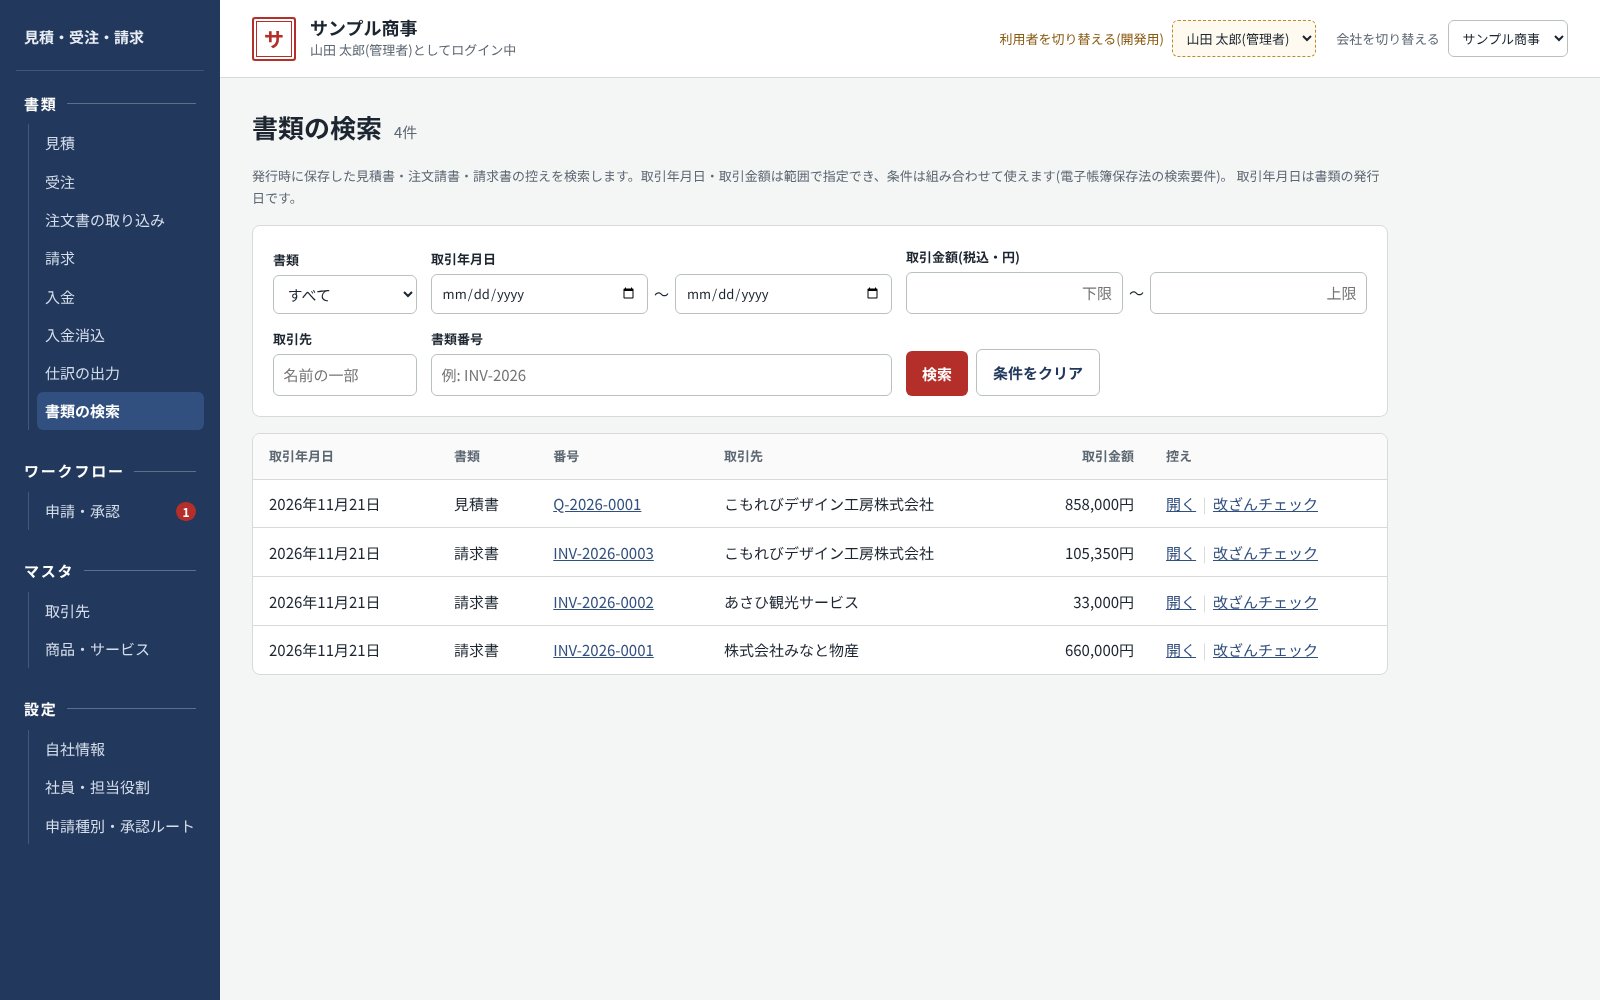 見積・受注・請求
書類
見積
受注
注文書の取り込み
請求
入金
入金消込
仕訳の出力
書類の検索
ワークフロー
申請・承認 1
マスタ
取引先
商品・サービス
設定
自社情報
社員・担当役割
申請種別・承認ルート
サ
サンプル商事
山田 太郎(管理者)としてログイン中
利用者を切り替える(開発用) 山田 太郎(管理者) 会社を切り替える サンプル商事
書類の検索 4件
発行時に保存した見積書・注文請書・請求書の控えを検索します。取引年月日・取引金額は範囲で指定でき、条件は組み合わせて使えます(電子帳簿保存法の検索要件)。 取引年月日は書類の発行
日です。
書類 取引年月日 取引金額(税込・円)
すべて mm/dd/yyyy 〜 mm/dd/yyyy 下限 〜 上限
取引先 書類番号
名前の一部 例: INV-2026 検索 条件をクリア
取引年月日 書類 番号 取引先 取引金額 控え
2026年11月21日 見積書 Q-2026-0001 こもれびデザイン工房株式会社 858,000円 開く 改ざんチェック
2026年11月21日 請求書 INV-2026-0003 こもれびデザイン工房株式会社 105,350円 開く 改ざんチェック
2026年11月21日 請求書 INV-2026-0002 あさひ観光サービス 33,000円 開く 改ざんチェック
2026年11月21日 請求書 INV-2026-0001 株式会社みなと物産 660,000円 開く 改ざんチェック